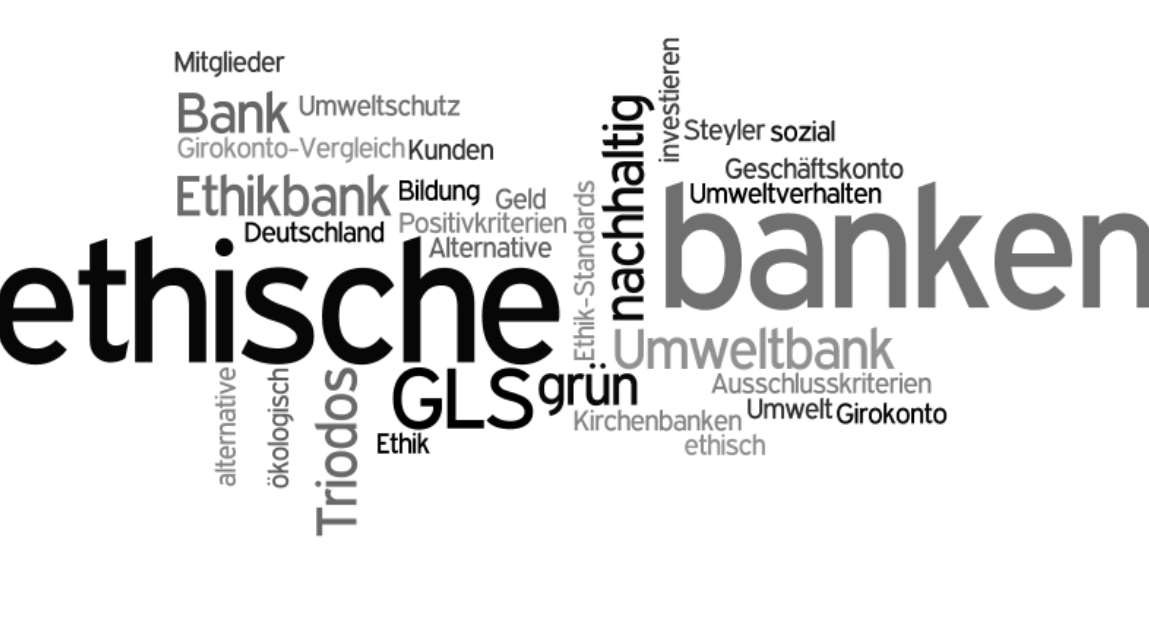 Mitglieder
Bank Umweltschutz
Girokonto-Vergleich Kunden
Ethikbank Bildung Geld
Deutschland Positivkriterien
Alternative
ethische
Ethik-Standards
nachhaltig
investieren
Steyler sozial
Geschäftskonto
Umweltverhalten
banken
Umweltbank
alternative
ökologisch
Triodos
GLS grün
Ethik
Ausschlusskriterien
Kirchenbanken Umwelt Girokonto
ethisch